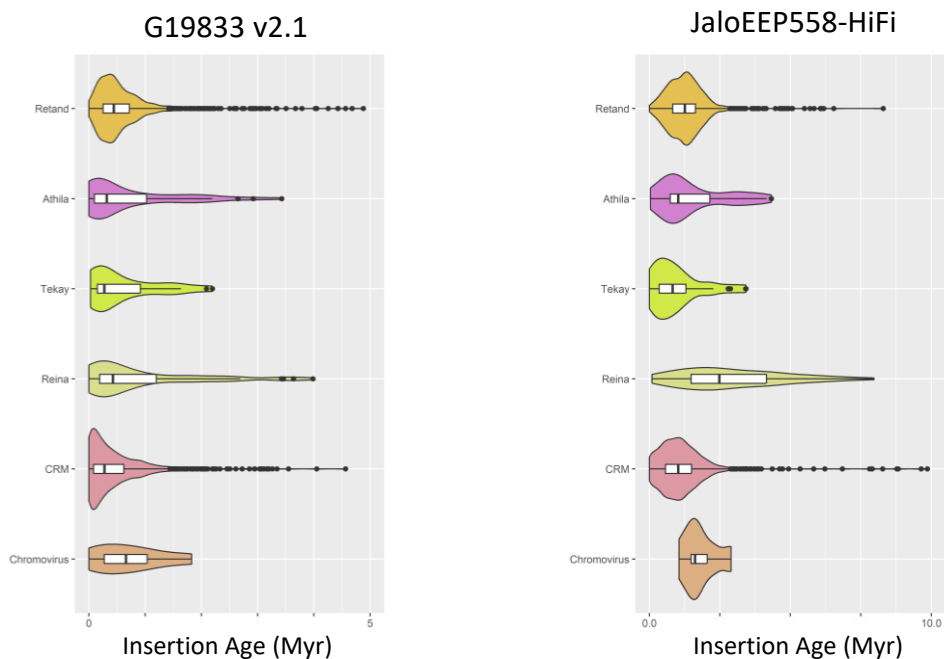 G19833 v2.1
JaloEEP558-HiFi
Retand
Athila
Tekay
Reina
CRM
Chromovirus
0
5
Insertion Age (Myr)
Retand
Athila
Tekay
Reina
CRM
Chromovirus
0.0
10.0
Insertion Age (Myr)